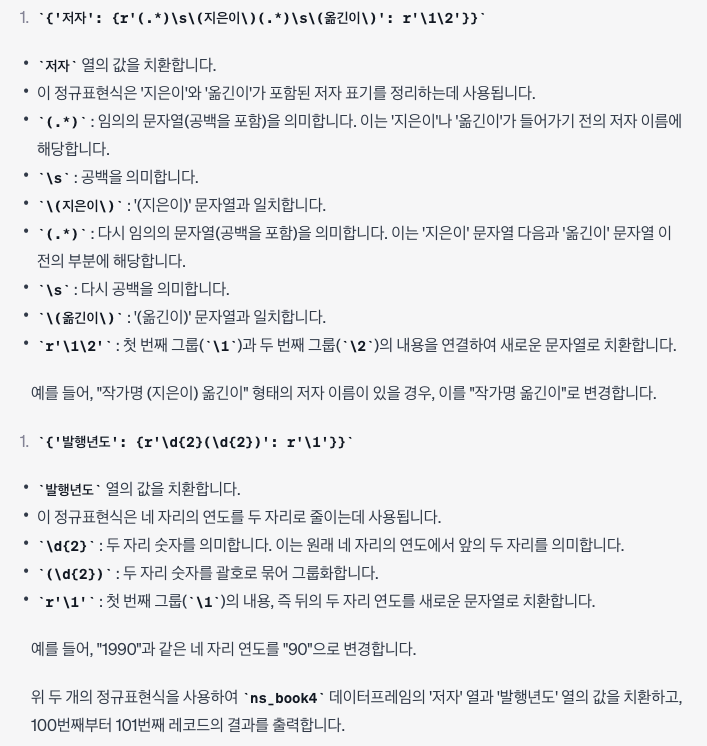 1. `{'저자': {r'(.*)\s\(지은이\)(.*)\s\(옮긴이\)': r'\1\2'}}`
• `저자` 열의 값을 치환합니다.
• 이 정규표현식은 '지은이'와 '옮긴이'가 포함된 저자 표기를 정리하는데 사용됩니다.
• `(.*)` : 임의의 문자열(공백을 포함)을 의미합니다. 이는 '지은이'나 '옮긴이'가 들어가기 전의 저자 이름에
해당합니다.
• `\s` : 공백을 의미합니다.
• `\(지은이\)` : '(지은이)' 문자열과 일치합니다.
• `(.*)` : 다시 임의의 문자열(공백을 포함)을 의미합니다. 이는 '지은이' 문자열 다음과 '옮긴이' 문자열 이
전의 부분에 해당합니다.
• `\s` : 다시 공백을 의미합니다.
• `\(옮긴이\)` : '(옮긴이)' 문자열과 일치합니다.
• `r'\1\2'` : 첫 번째 그룹(`\1`)과 두 번째 그룹(`\2`)의 내용을 연결하여 새로운 문자열로 치환합니다.
예를 들어, "작가명 (지은이) 옮긴이" 형태의 저자 이름이 있을 경우, 이를 "작가명 옮긴이"로 변경합니다.
1. `{'발행년도': {r'\d{2}(\d{2})': r'\1'}}`
• `발행년도` 열의 값을 치환합니다.
• 이 정규표현식은 네 자리의 연도를 두 자리로 줄이는데 사용됩니다.
• `\d{2}` : 두 자리 숫자를 의미합니다. 이는 원래 네 자리의 연도에서 앞의 두 자리를 의미합니다.
• `(\d{2})` : 두 자리 숫자를 괄호로 묶어 그룹화합니다.
• `r'\1'` : 첫 번째 그룹(`\1`)의 내용, 즉 뒤의 두 자리 연도를 새로운 문자열로 치환합니다.
예를 들어, "1990"과 같은 네 자리 연도를 "90"으로 변경합니다.
위 두 개의 정규표현식을 사용하여 `ns_book4` 데이터프레임의 '저자' 열과 '발행년도' 열의 값을 치환하고,
100번째부터 101번째 레코드의 결과를 출력합니다.